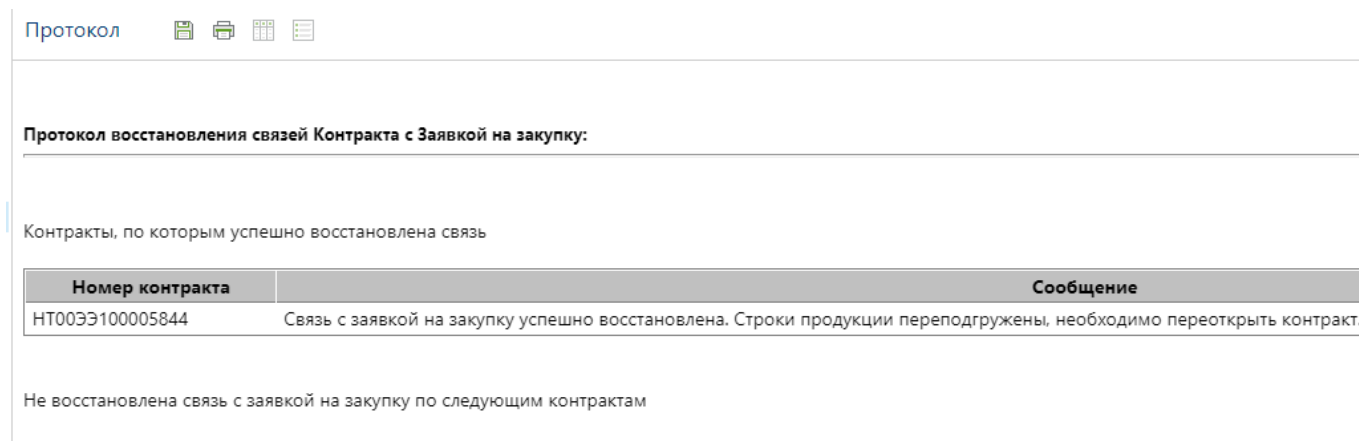 Протокол
Протокол восстановления связей Контракта с Заявкой на закупку:
Контракты, по которым успешно восстановлена связь
Номер контракта Сообщение
НТ00ЭЭ100005844 Связь с заявкой на закупку успешно восстановлена. Строки продукции переподгружены, необходимо переоткрыть контракт.
Не восстановлена связь с заявкой на закупку по следующим контрактам